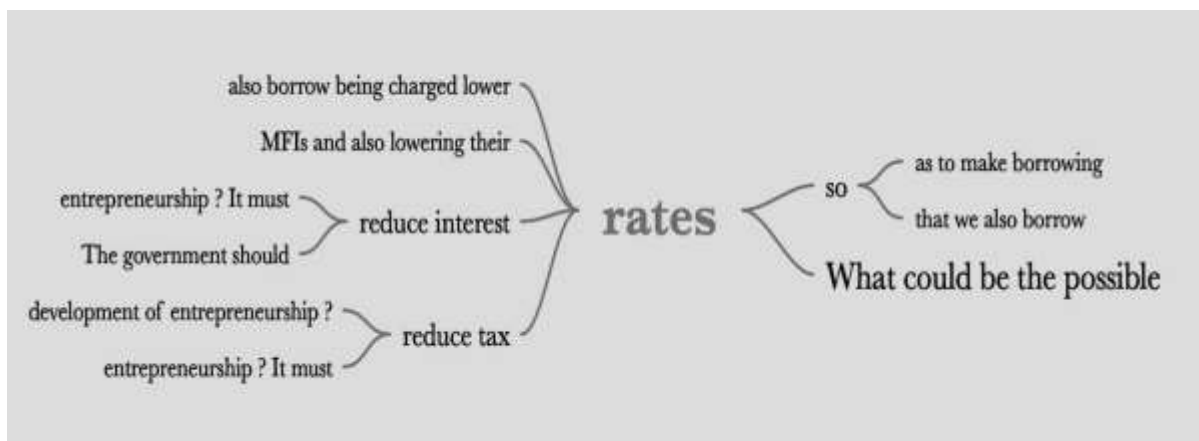 also borrow being charged lower
MFIs and also lowering their
entrepreneurship ? It must
reduce interest
The government should
development of entrepreneurship ?
reduce tax
entrepreneurship ? It must
rates
so
as to make borrowing
that we also borrow
What could be the possible